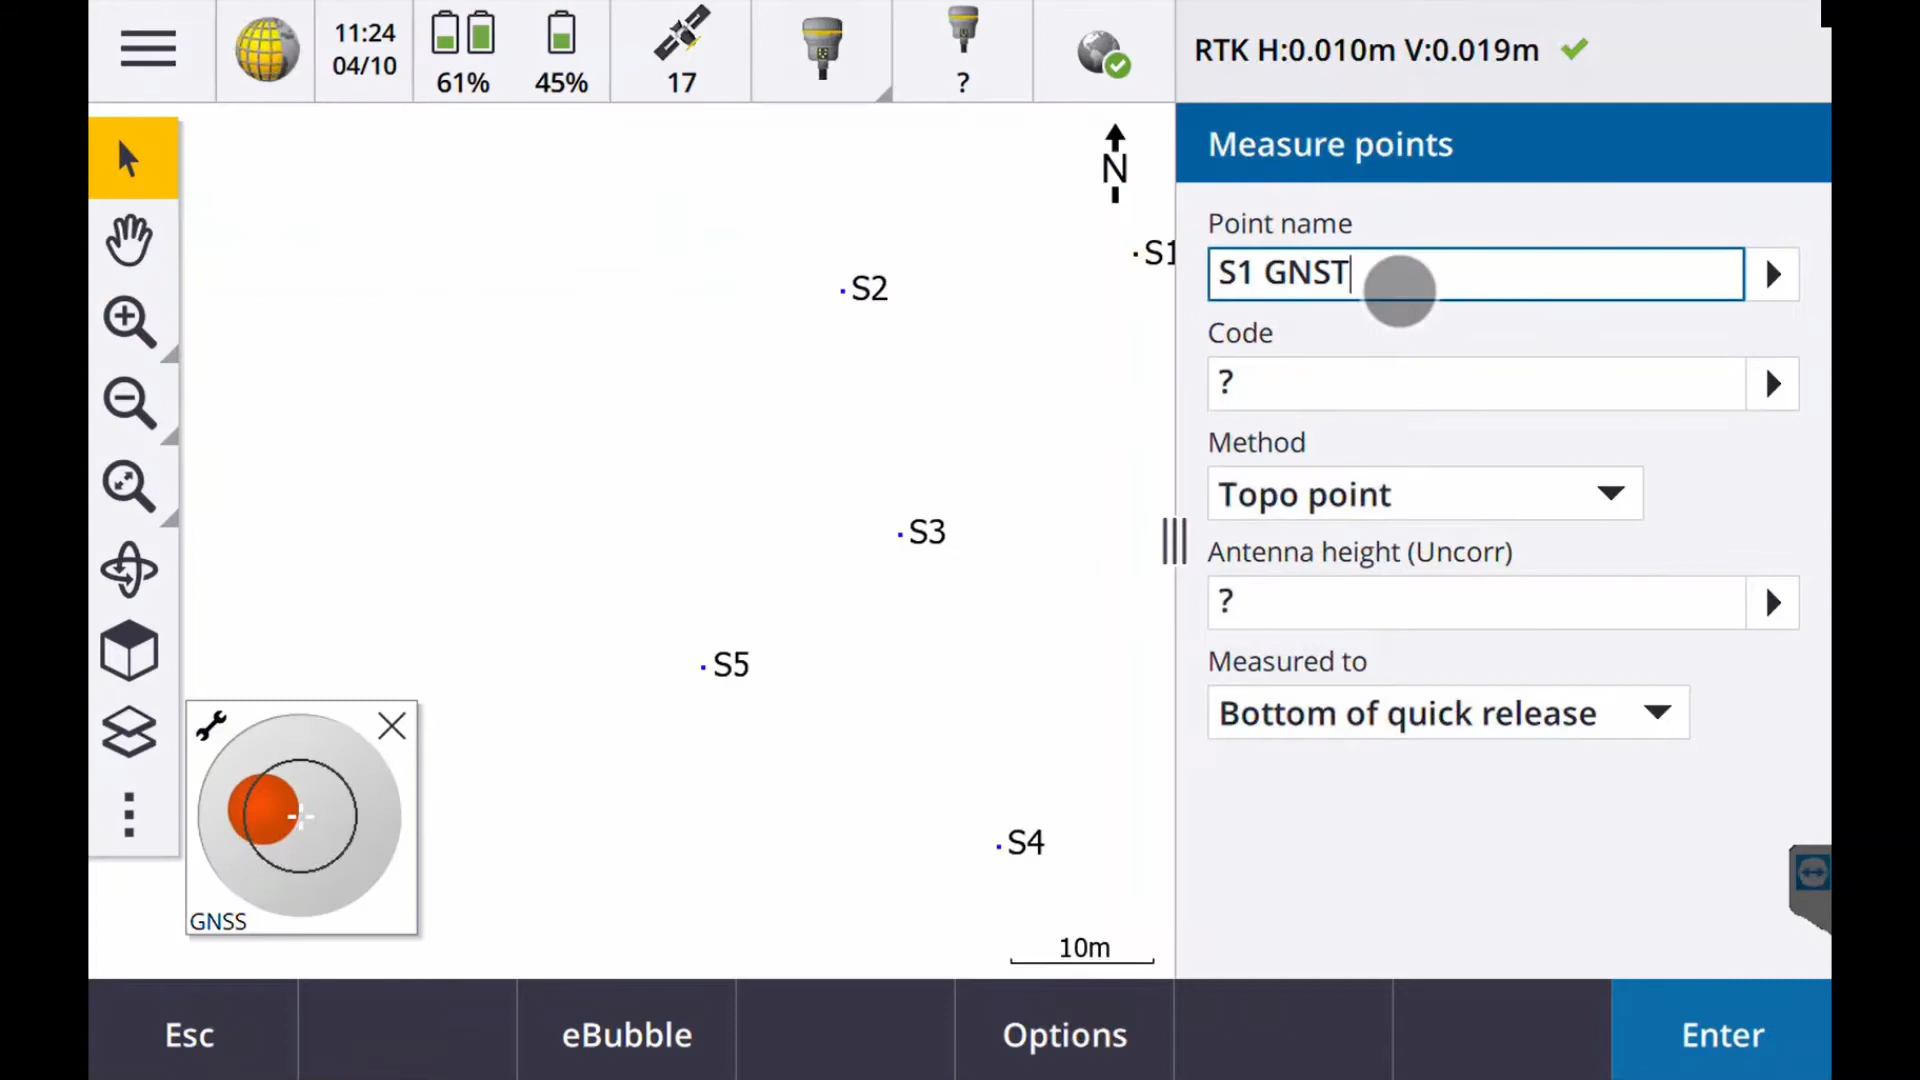 11:24
04/10
61%
45%
17
?
RTK H:0.010m V:0.019m
Measure points
N
Point name
S1 GNST
Code
?
Method
Topo point
Antenna height (Uncorr)
?
Measured to
Bottom of quick release
S1
S2
S3
S5
S4
GNSS
10m
Esc
eBubble
Options
Enter